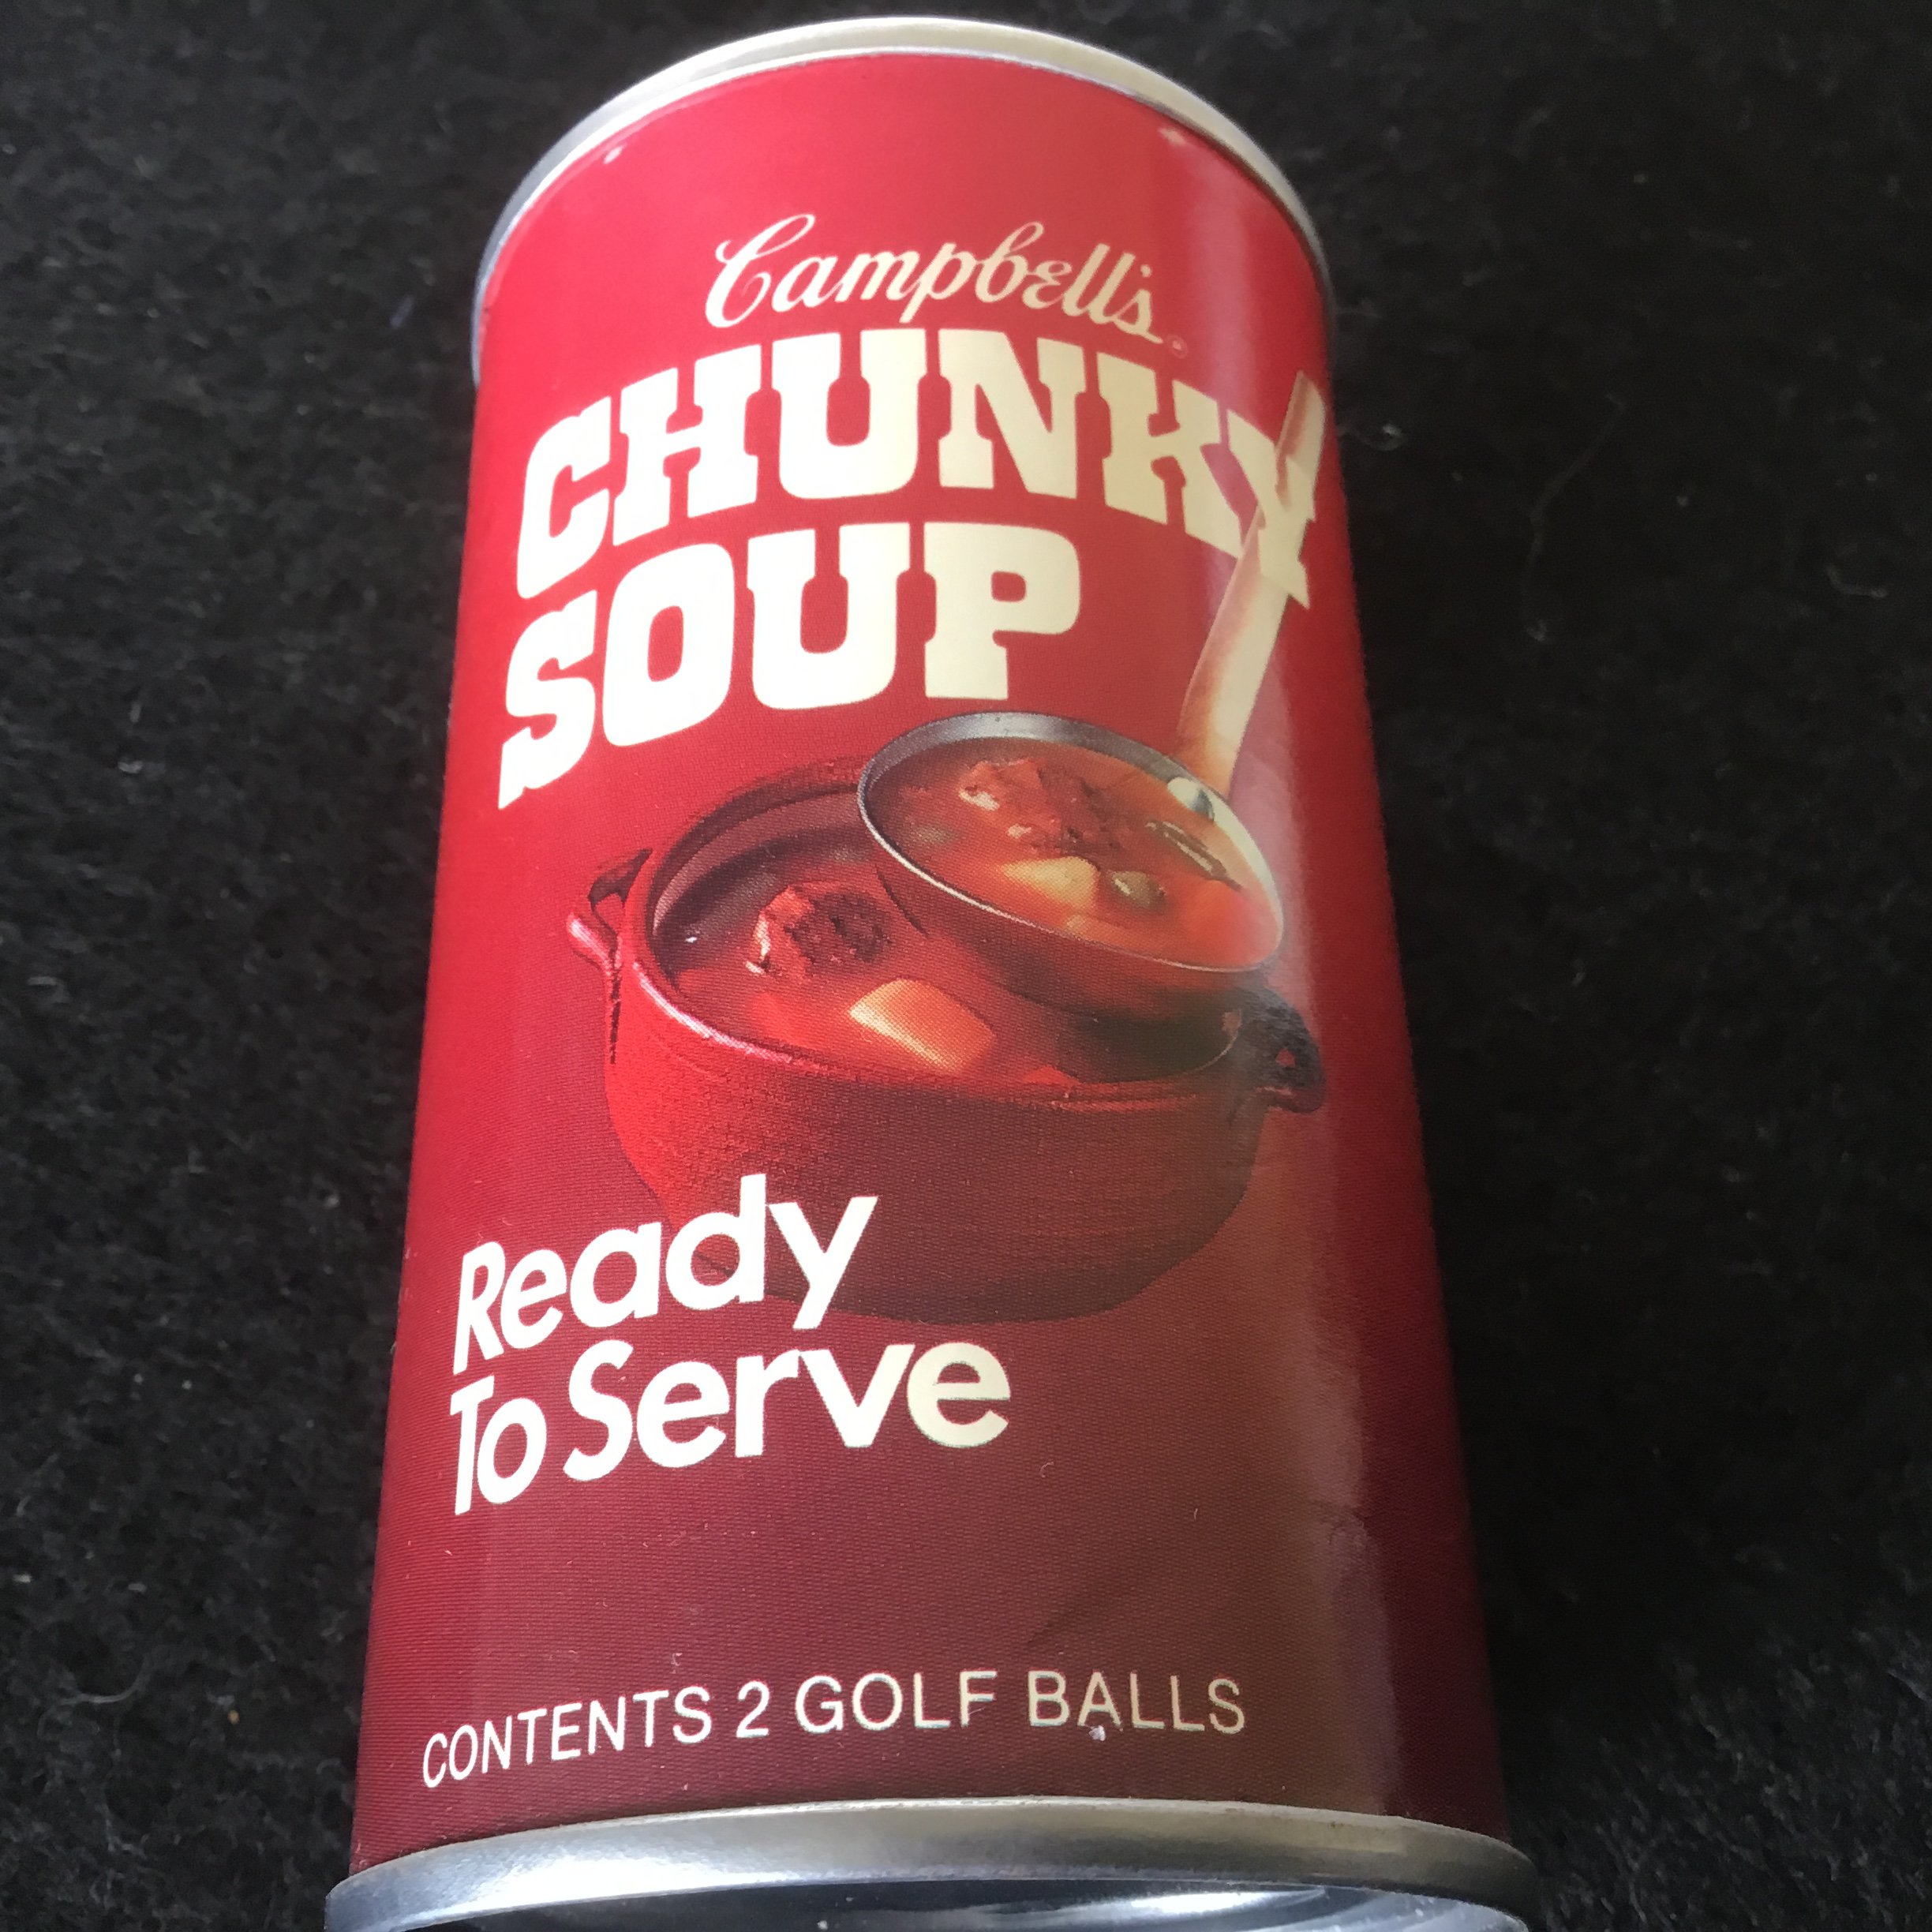 Campbell's®
CHUNKY
SOUP
Ready
To Serve
CONTENTS 2 GOLF BALLS